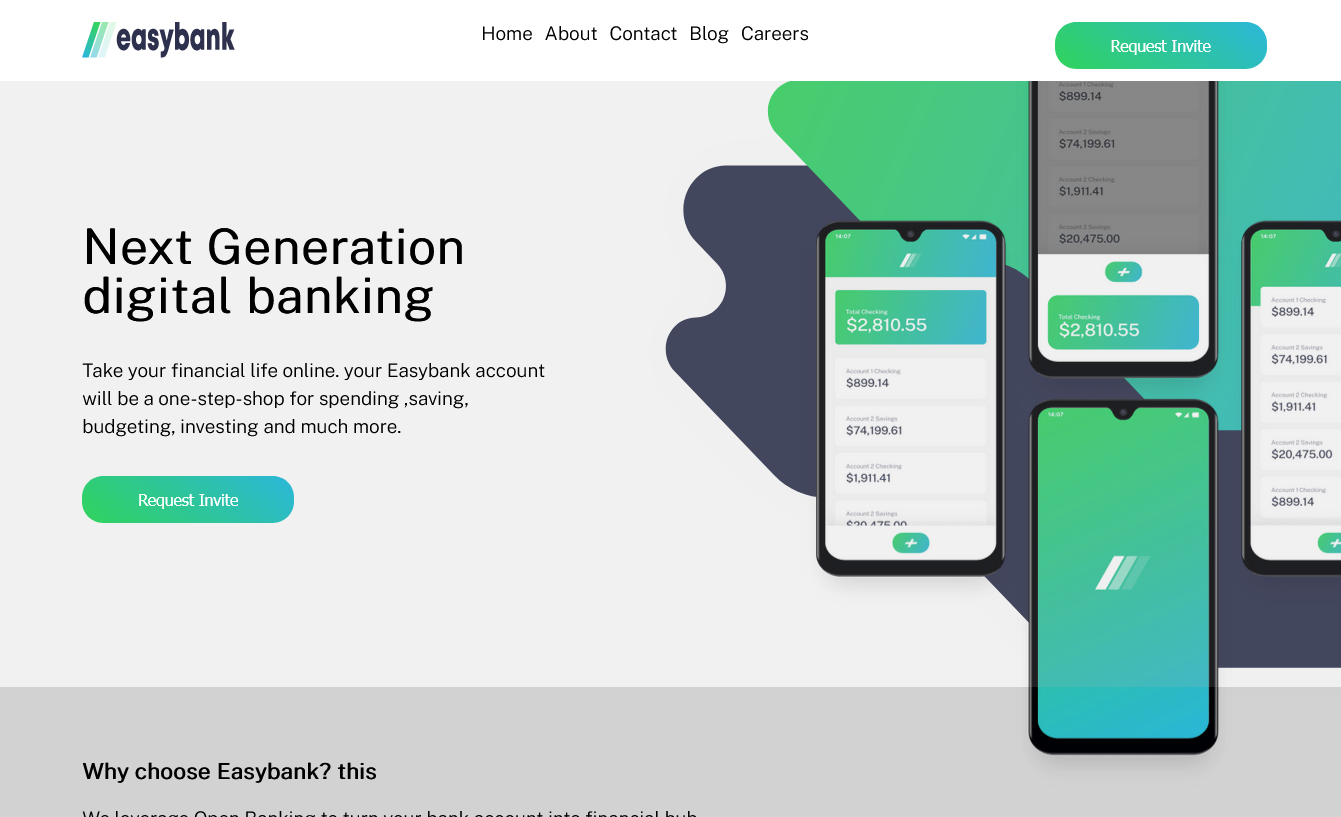 easybank
Home About Contact Blog Careers
Request Invite
Next Generation
digital banking
Take your financial life online. your Easybank account
will be a one-step-shop for spending ,saving,
budgeting, investing and much more.
Request Invite
14:07
Total Checking
$2,810.55
Account 1 Checking
$899.14
Account 2 Savings
$74,199.61
Account 2 Checking
$1,911.41
Account 2 Savings
$20,475.00
Account 1 Checking
$899.14
Account 2 Savings
$74,199.61
Account 2 Checking
$1,911.41
Account 2 Savings
$20,475.00
Total Checking
$2,810.55
14:07
14:07
Account 1 Checking
$899.14
Account 2 Savings
$74,199.61
Account 2 Checking
$1,911.41
Account 2 Savings
$20,475.00
Account 1 Checking
$899.14
Why choose Easybank? this
We leverage Open Banking to turn your bank account into financial hub.